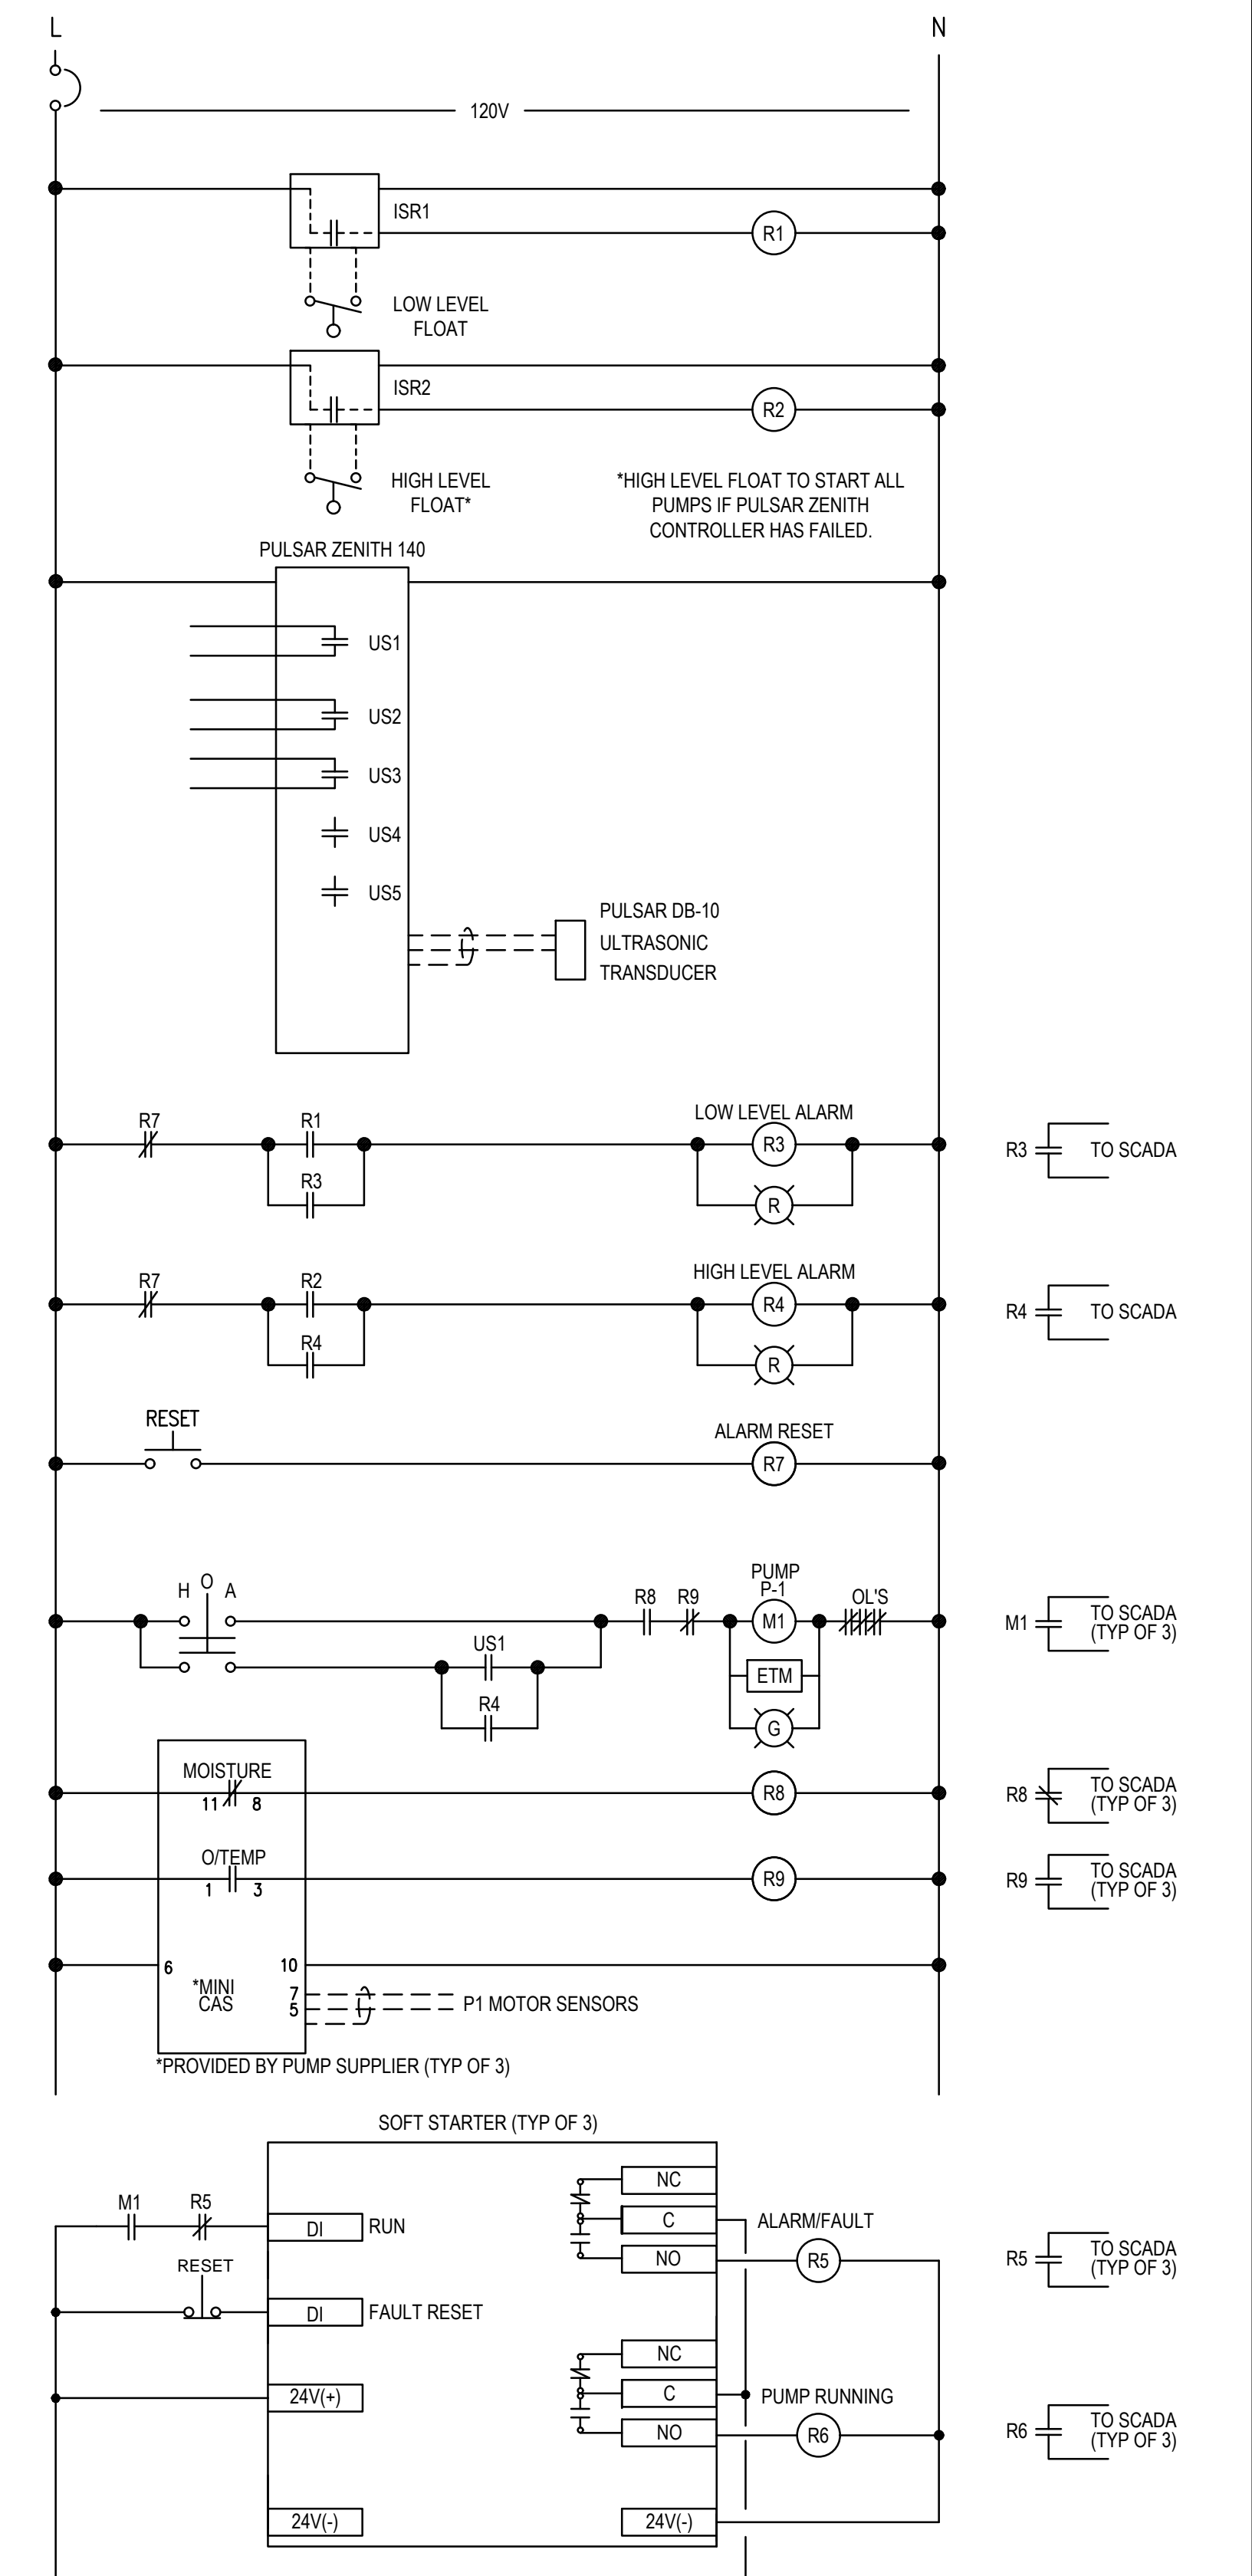 L
N
120V
ISR1
R1
LOW LEVEL
FLOAT
ISR2
R2
HIGH LEVEL
FLOAT*
*HIGH LEVEL FLOAT TO START ALL
PUMPS IF PULSAR ZENITH
CONTROLLER HAS FAILED.
PULSAR ZENITH 140
US1
US2
US3
US4
US5
PULSAR DB-10
ULTRASONIC
TRANSDUCER
LOW LEVEL ALARM
R7
R1
R3
R3
TO SCADA
R3
R
HIGH LEVEL ALARM
R7
R2
R4
R4
TO SCADA
R4
R
RESET
ALARM RESET
R7
PUMP
P-1
H O A
R8
R9
M1
OL'S
M1
TO SCADA
(TYP OF 3)
US1
ETM
R4
G
MOISTURE
11
8
R8
R8
TO SCADA
(TYP OF 3)
O/TEMP
1
3
R9
R9
TO SCADA
(TYP OF 3)
6
10
*MINI
CAS
7
5
P1 MOTOR SENSORS
*PROVIDED BY PUMP SUPPLIER (TYP OF 3)
SOFT STARTER (TYP OF 3)
NC
M1
R5
DI
RUN
C
ALARM/FAULT
NO
R5
R5
TO SCADA
(TYP OF 3)
RESET
DI
FAULT RESET
NC
24V(+)
C
PUMP RUNNING
NO
R6
R6
TO SCADA
(TYP OF 3)
24V(-)
24V(-)